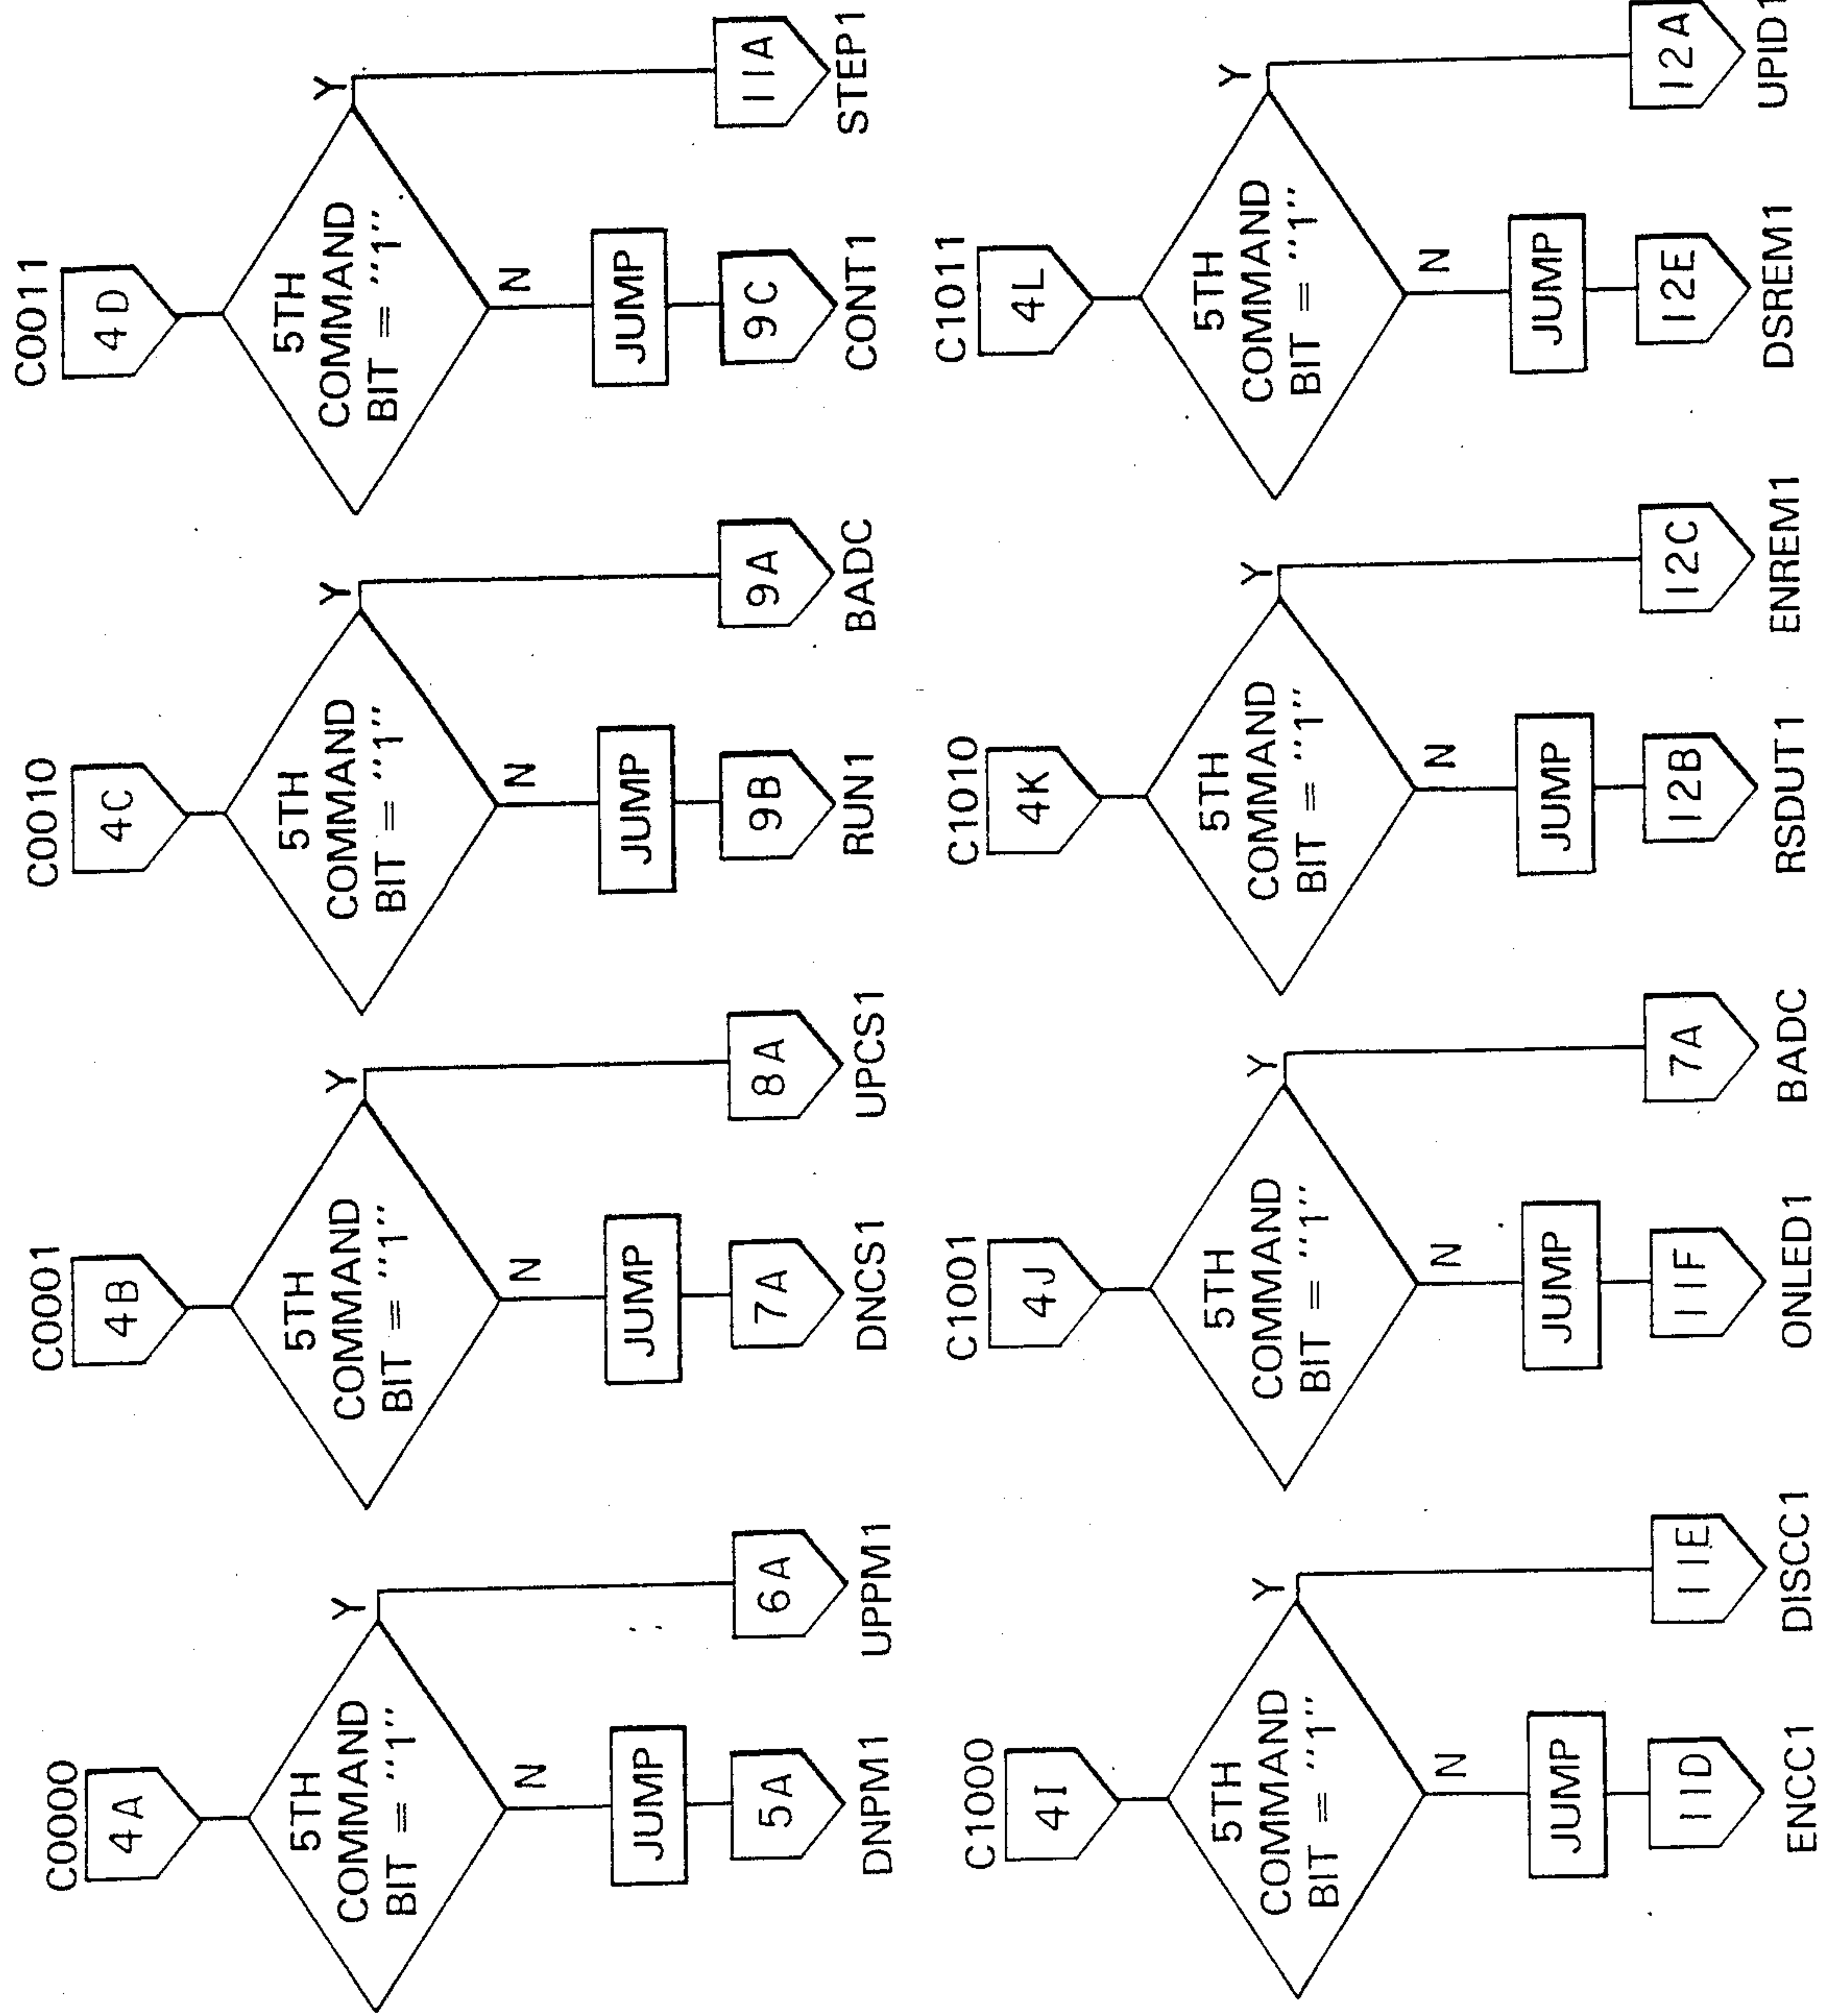 C0000
4A
5TH
COMMAND
BIT = "1"
Y
N
JUMP
5A
DNPM1
6A
UPPM1
C0001
4B
5TH
COMMAND
BIT = "1"
Y
N
JUMP
7A
DNCS1
8A
UPCS1
C0010
4C
5TH
COMMAND
BIT = "1"
Y
N
JUMP
9B
RUN1
9A
BADC
C0011
4D
5TH
COMMAND
BIT = "1"
Y
N
JUMP
9C
CONT1
11A
STEP1
C1000
4I
5TH
COMMAND
BIT = "1"
Y
N
JUMP
11D
ENCC1
11E
DISCC1
C1001
4J
5TH
COMMAND
BIT = "1"
Y
N
JUMP
11F
ONLED1
7A
BADC
C1010
4K
5TH
COMMAND
BIT = "1"
Y
N
JUMP
12B
RSDUT1
12C
ENREM1
C1011
4L
5TH
COMMAND
BIT = "1"
Y
N
JUMP
12E
DSREM1
12A
UPID1